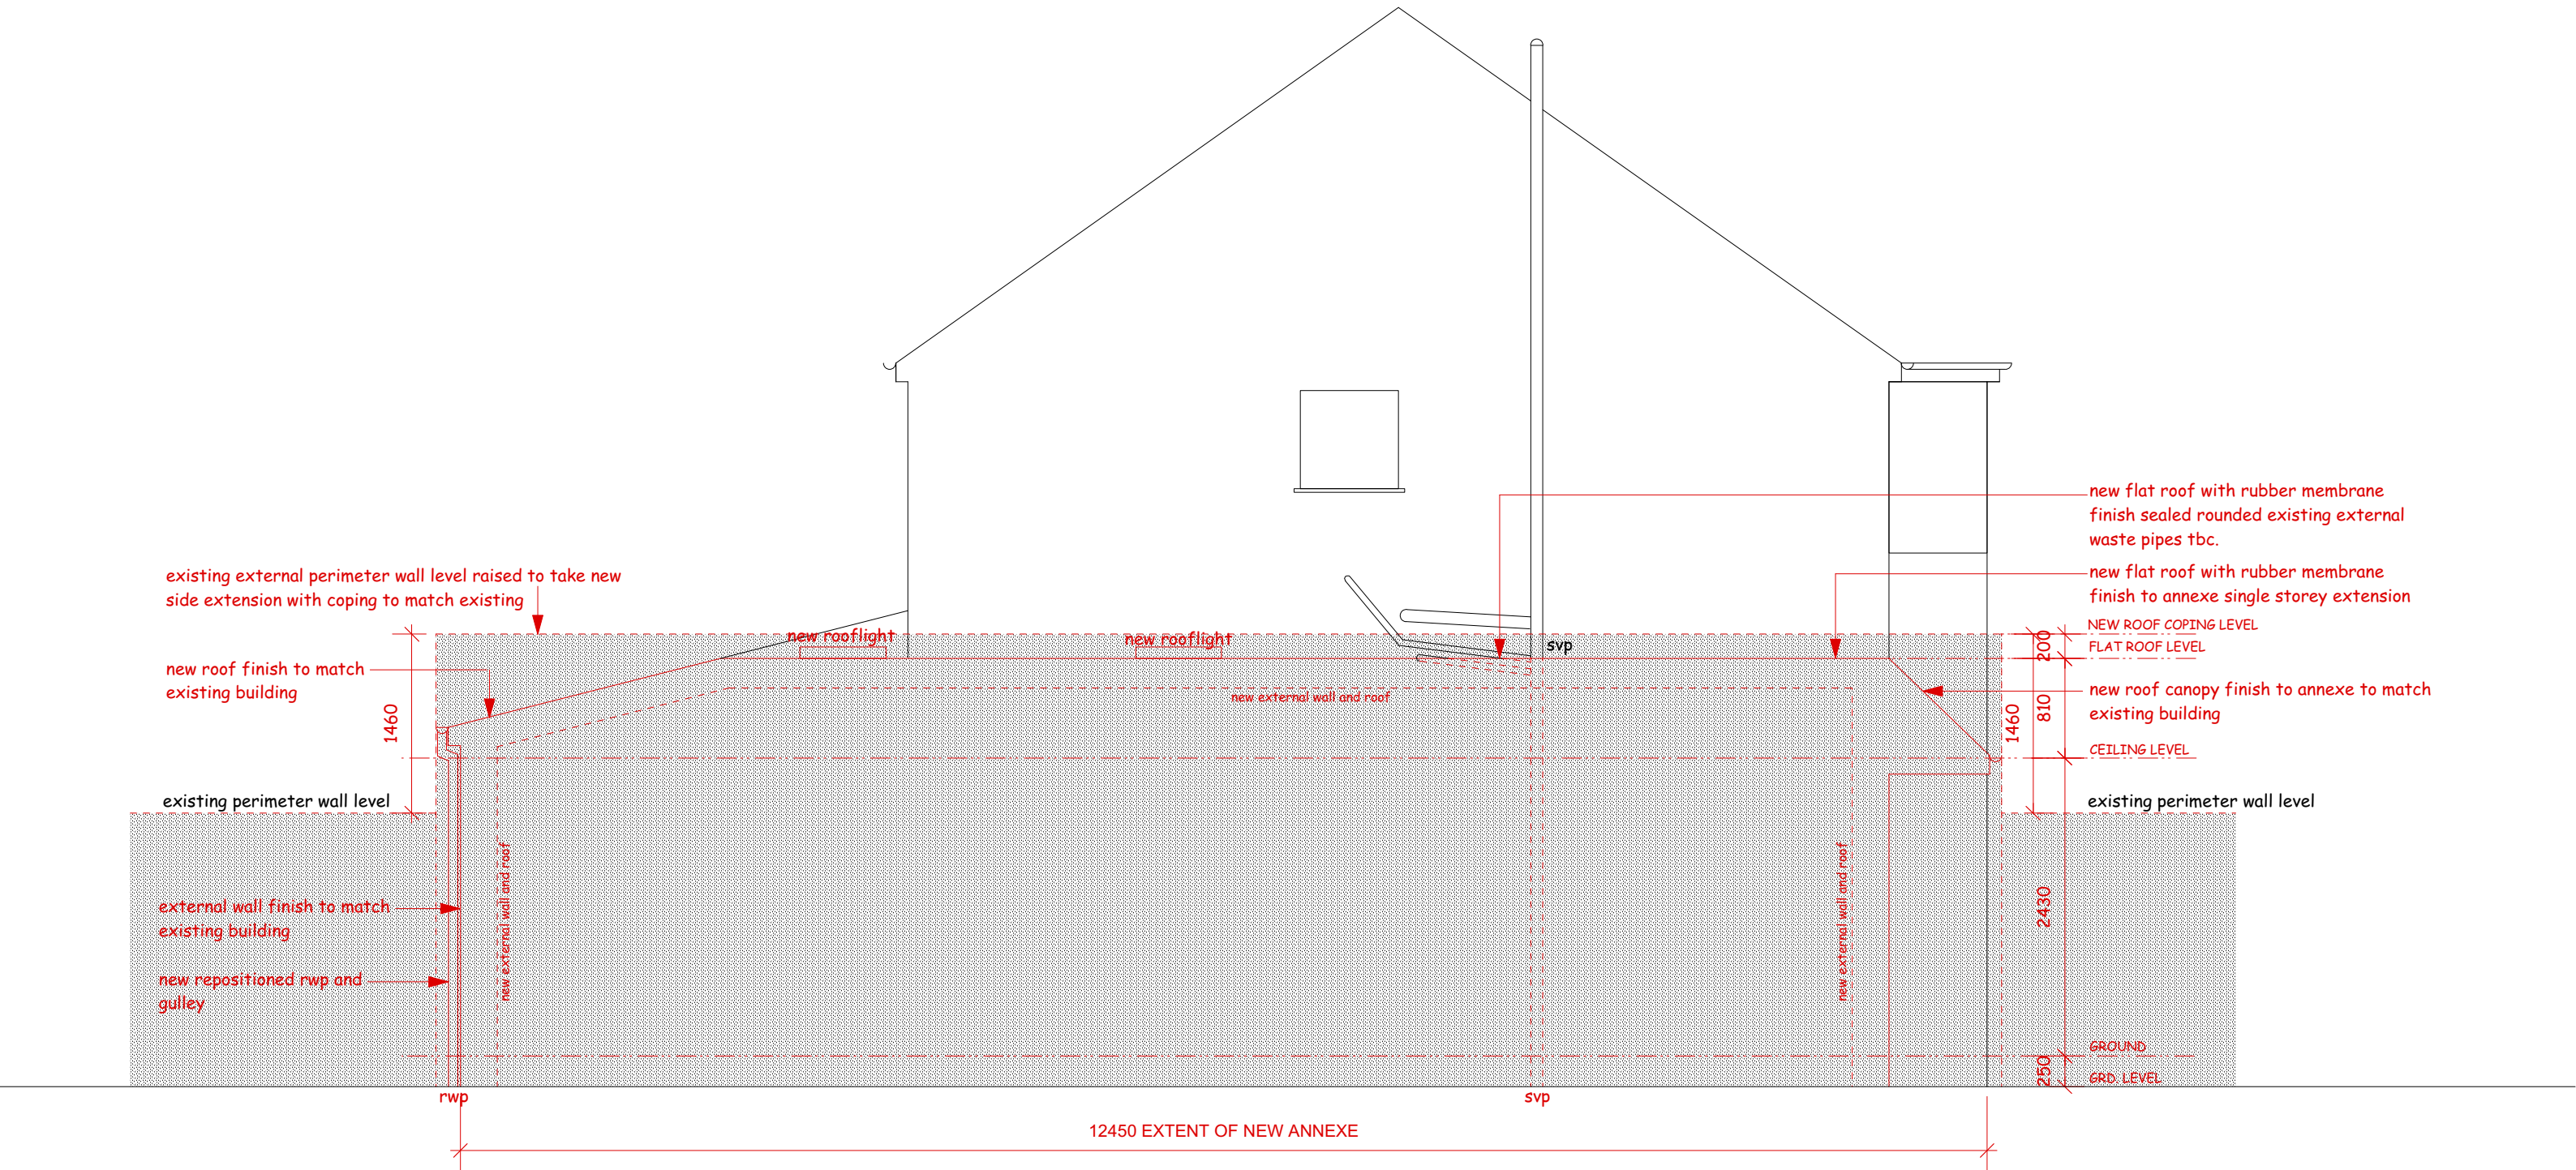 new flat roof with rubber membrane
finish sealed rounded existing external
waste pipes tbc.
existing external perimeter wall level raised to take new
side extension with coping to match existing
new flat roof with rubber membrane
finish to annexe single storey extension
NEW ROOF COPING LEVEL
200
FLAT ROOF LEVEL
new rooflight
new rooflight
svp
new roof finish to match
existing building
new external wall and roof
new roof canopy finish to annexe to match
existing building
1460
1460
810
CEILING LEVEL
existing perimeter wall level
existing perimeter wall level
new external wall and roof
new external wall and roof
2430
external wall finish to match
existing building
new repositioned rwp and
gulley
GROUND
250
GRD. LEVEL
rwp
svp
12450 EXTENT OF NEW ANNEXE